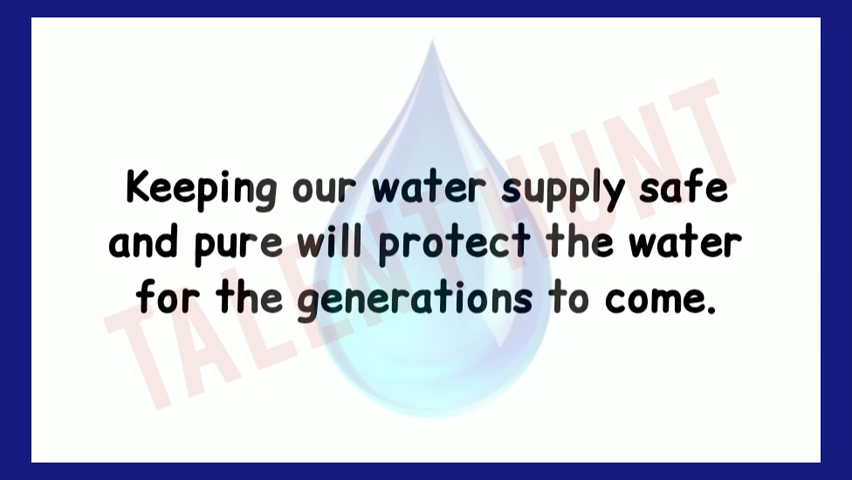 Keeping our water supply safe
and pure will protect the water
for the generations to come.
TALENT HUNT